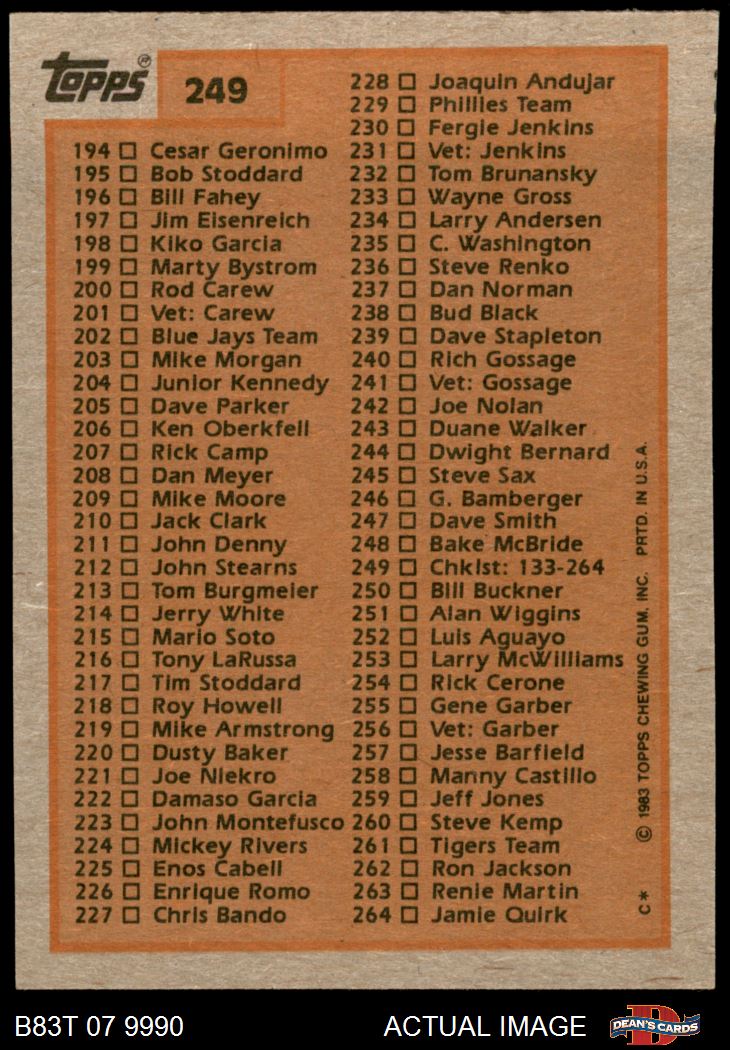 Topps®
249
194 □ Cesar Geronimo
195 □ Bob Stoddard
196 □ Bill Fahey
197 □ Jim Eisenreich
198 □ Kiko Garcia
199 □ Marty Bystrom
200 □ Rod Carew
201 □ Vet: Carew
202 □ Blue Jays Team
203 □ Mike Morgan
204 □ Junior Kennedy
205 □ Dave Parker
206 □ Ken Oberkfell
207 □ Rick Camp
208 □ Dan Meyer
209 □ Mike Moore
210 □ Jack Clark
211 □ John Denny
212 □ John Stearns
213 □ Tom Burgmeier
214 □ Jerry White
215 □ Mario Soto
216 □ Tony LaRussa
217 □ Tim Stoddard
218 □ Roy Howell
219 □ Mike Armstrong
220 □ Dusty Baker
221 □ Joe Niekro
222 □ Damaso Garcia
223 □ John Montefusco
224 □ Mickey Rivers
225 □ Enos Cabell
226 □ Enrique Romo
227 □ Chris Bando
228 □ Joaquin Andujar
229 □ Phillies Team
230 □ Fergie Jenkins
231 □ Vet: Jenkins
232 □ Tom Brunansky
233 □ Wayne Gross
234 □ Larry Andersen
235 □ C. Washington
236 □ Steve Renko
237 □ Dan Norman
238 □ Bud Black
239 □ Dave Stapleton
240 □ Rich Gossage
241 □ Vet: Gossage
242 □ Joe Nolan
243 □ Duane Walker
244 □ Dwight Bernard
245 □ Steve Sax
246 □ G. Bamberger
247 □ Dave Smith
248 □ Bake McBride
249 □ Chklst: 133-264
250 □ Bill Buckner
251 □ Alan Wiggins
252 □ Luis Aguayo
253 □ Larry McWilliams
254 □ Rick Cerone
255 □ Gene Garber
256 □ Vet: Garber
257 □ Jesse Barfield
258 □ Manny Castillo
259 □ Jeff Jones
260 □ Steve Kemp
261 □ Tigers Team
262 □ Ron Jackson
263 □ Renie Martin
264 □ Jamie Quirk
C* © 1983 TOPPS CHEWING GUM, INC. PRTD. IN U.S.A.
B83T 07 9990 ACTUAL IMAGE
DEAN'S CARDS